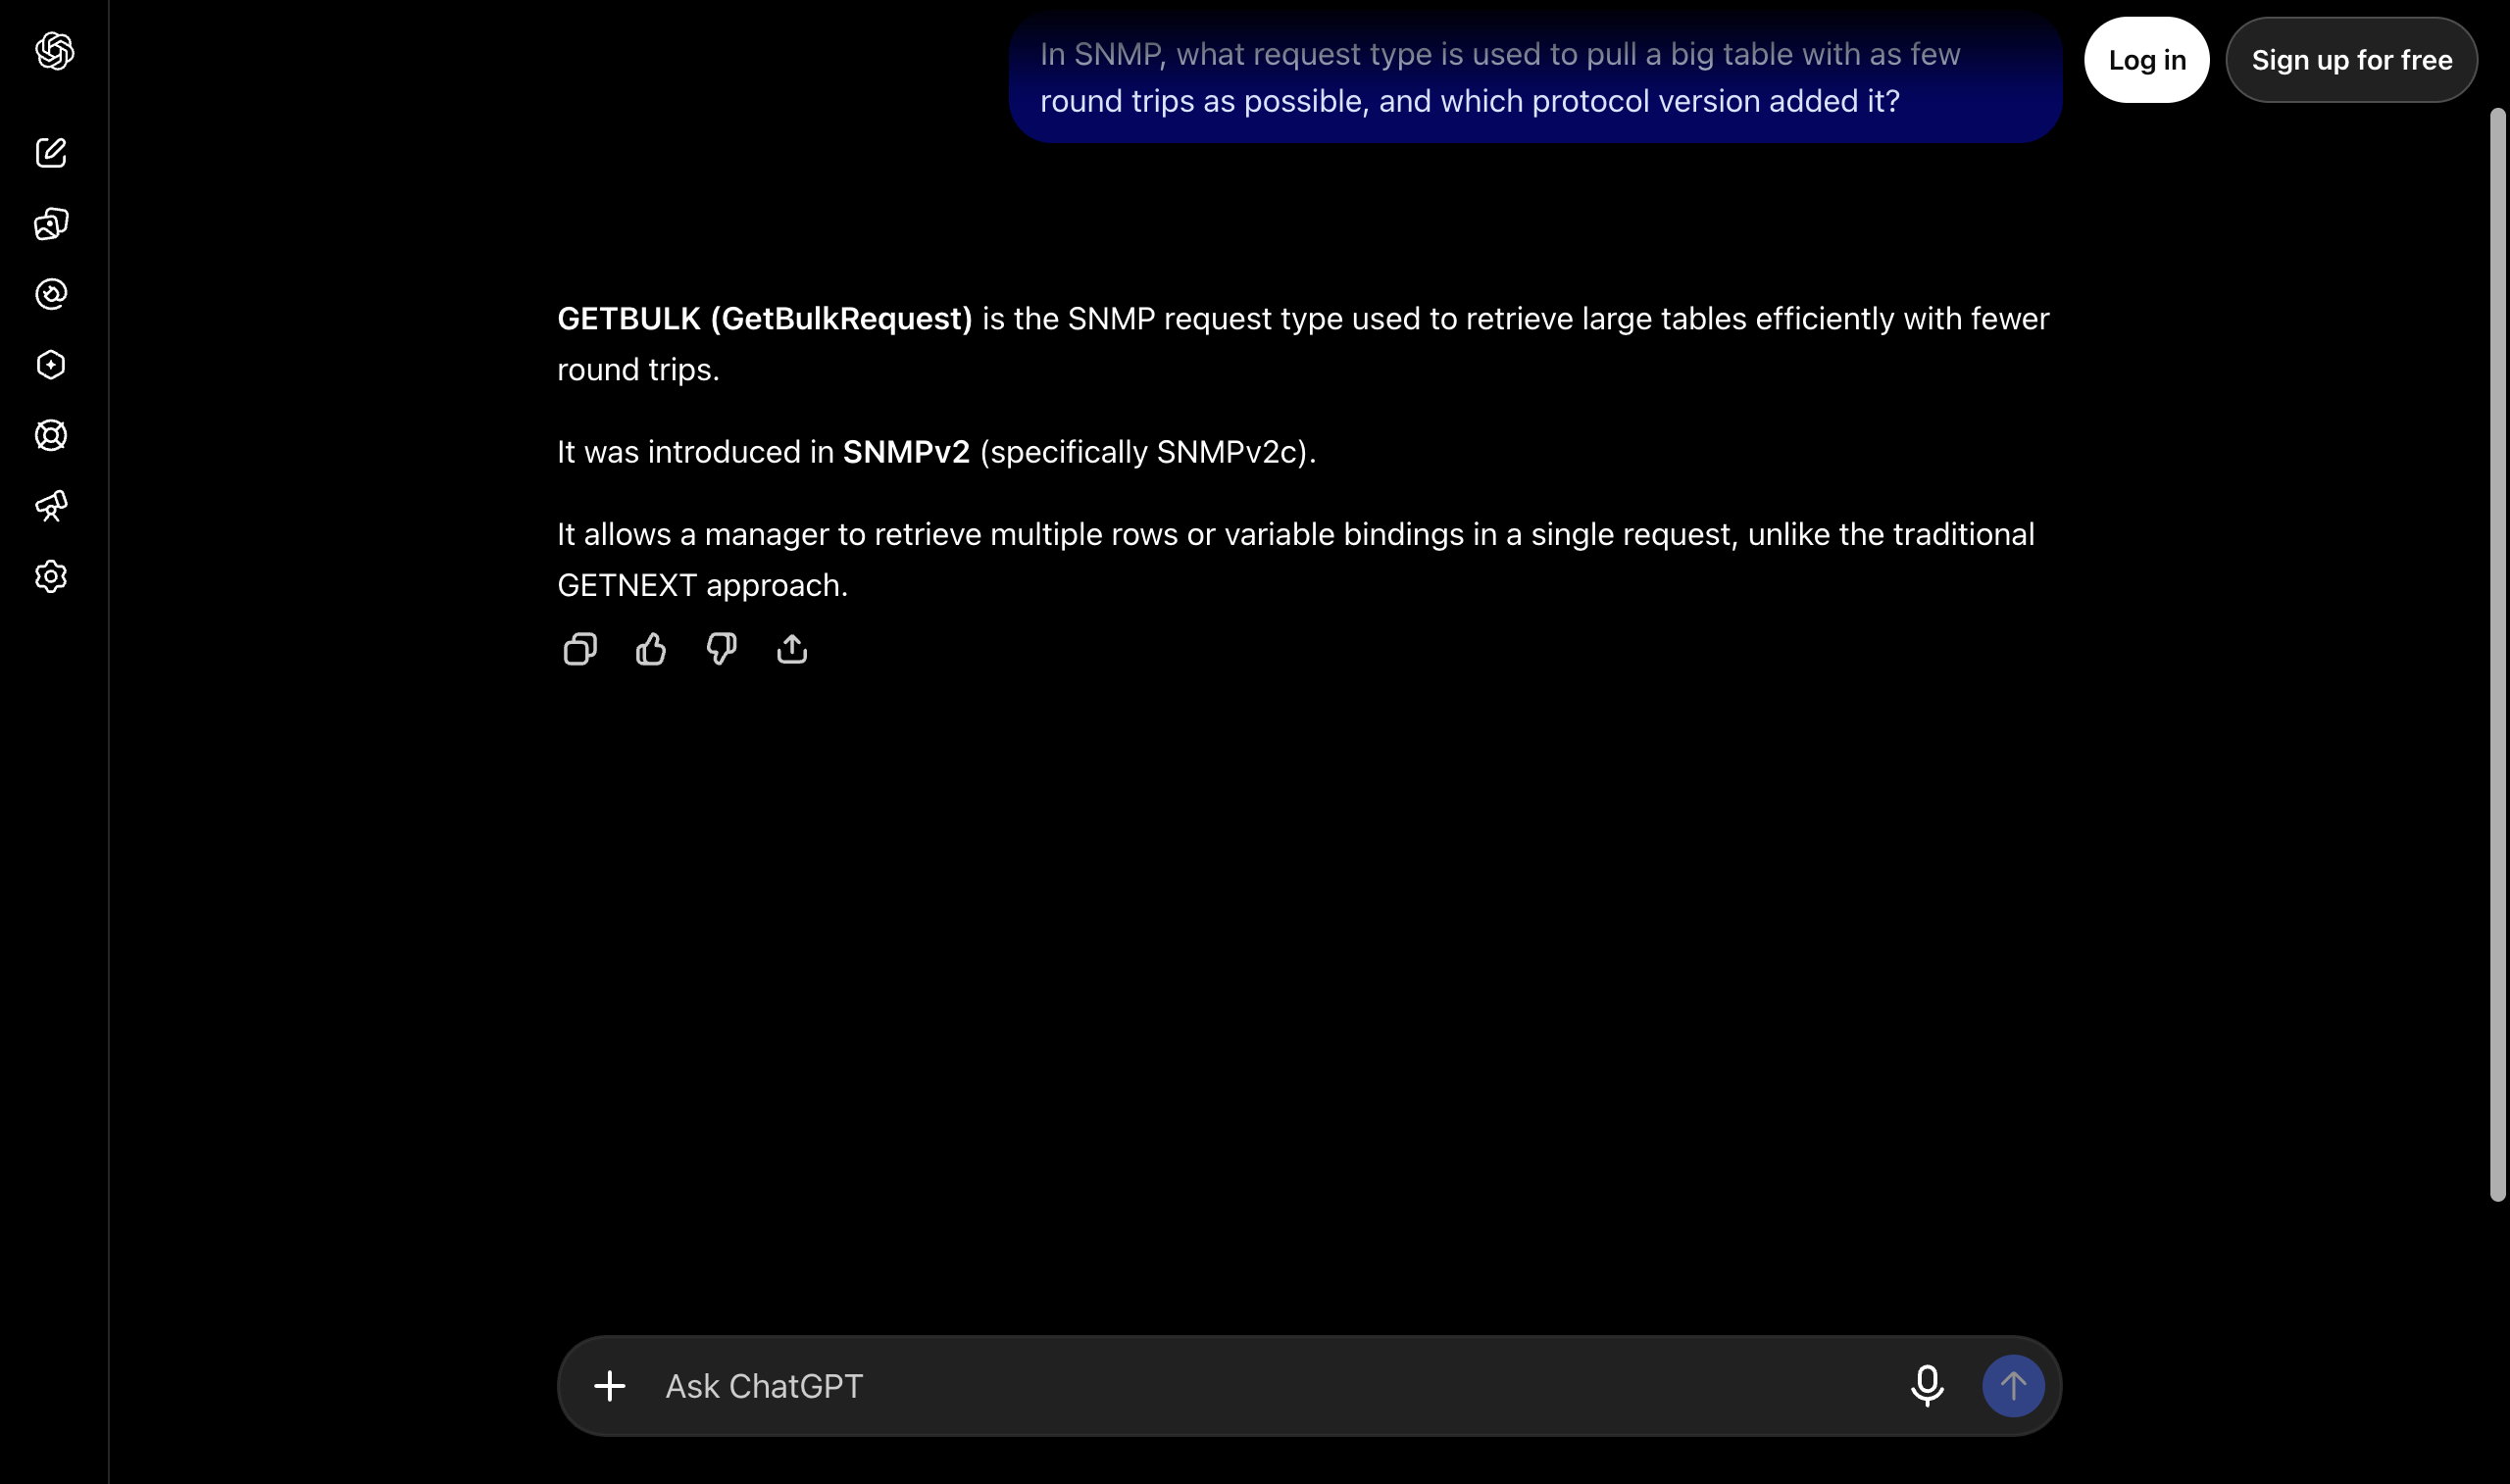 In SNMP, what request type is used to pull a big table with as few
round trips as possible, and which protocol version added it?
Log in
Sign up for free
GETBULK (GetBulkRequest) is the SNMP request type used to retrieve large tables efficiently with fewer
round trips.
It was introduced in SNMPv2 (specifically SNMPv2c).
It allows a manager to retrieve multiple rows or variable bindings in a single request, unlike the traditional
GETNEXT approach.
Ask ChatGPT